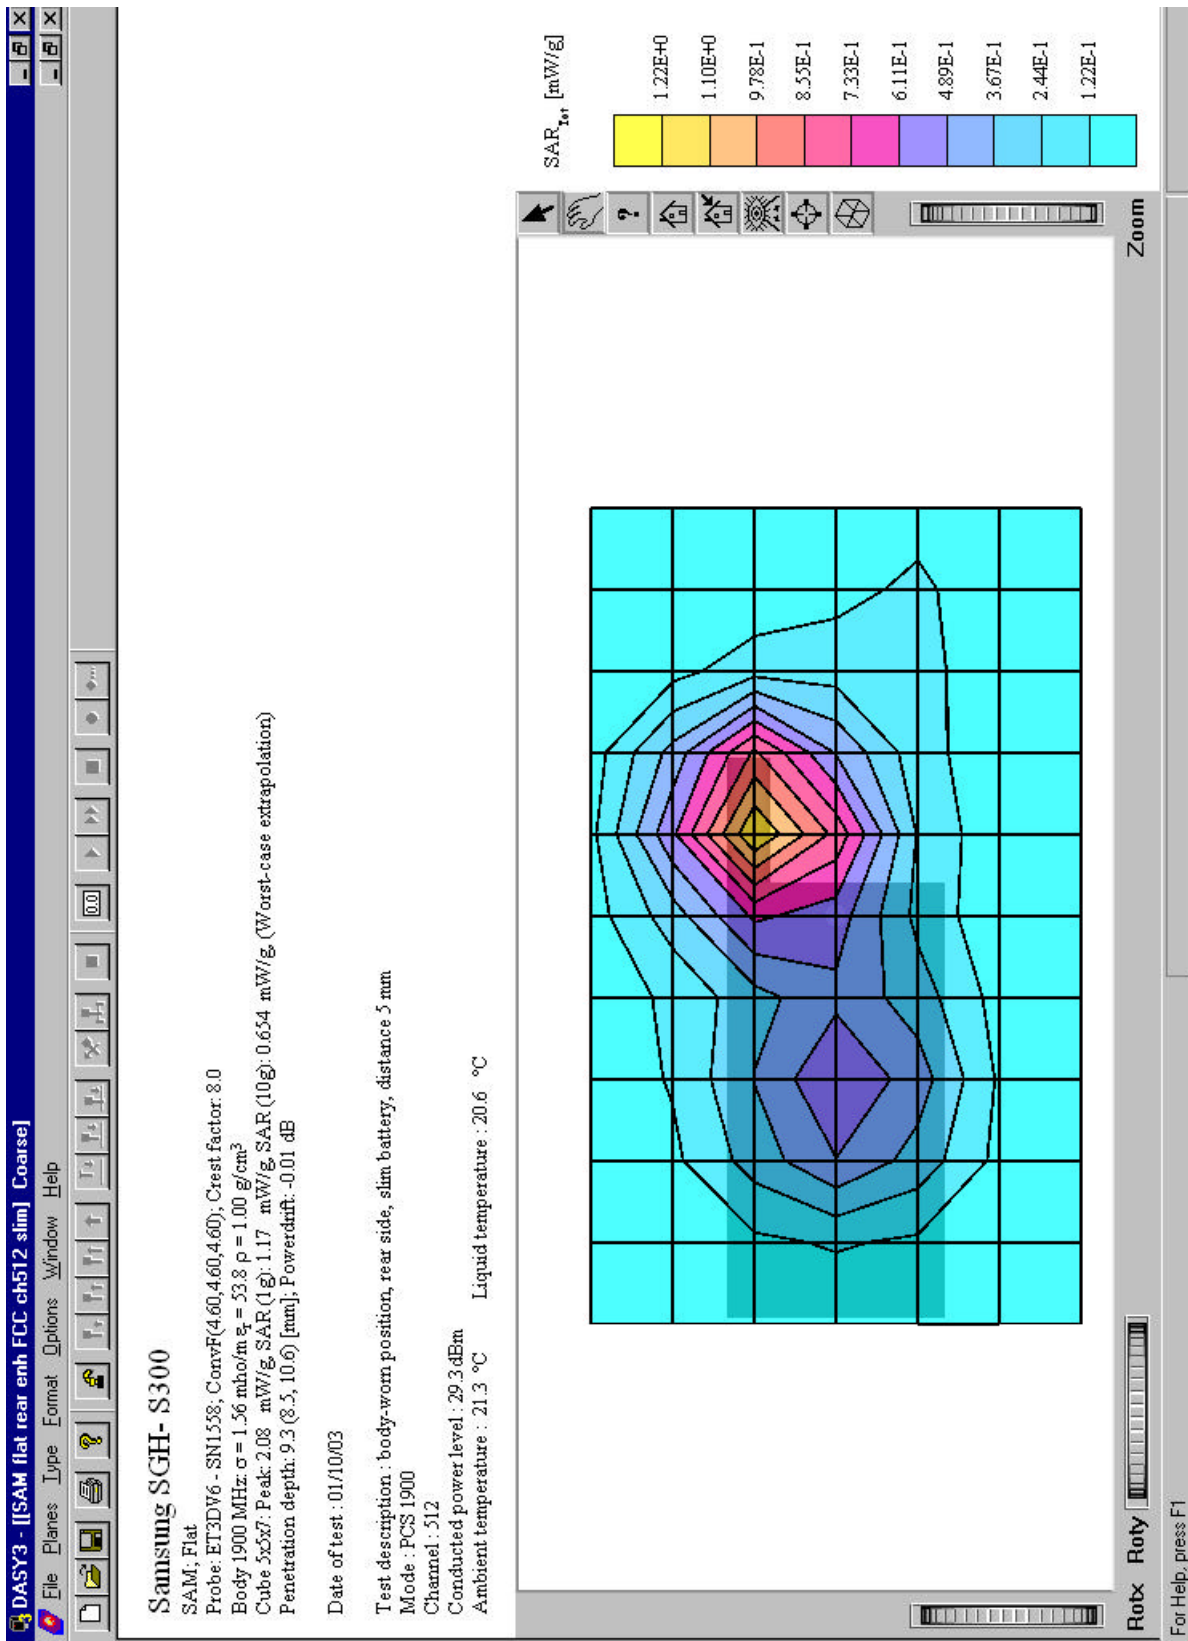 DASY3 - [[SAM flat rear enh FCC ch512 slim]  Coarse]
File Planes Type Format Options Window Help
0.0
Samsung SGH- S300
SAM; Flat
Probe: ET3DV6 - SN1558; ConvF(4.60,4.60,4.60); Crest factor: 8.0
Body 1900 MHz: σ = 1.56 mho/m εr = 53.8 ρ = 1.00 g/cm³
Cube 5x5x7: Peak: 2.08 mW/g, SAR (1g): 1.17 mW/g, SAR (10g): 0.654 mW/g, (Worst-case extrapolation)
Penetration depth: 9.3 (8.5, 10.6) [mm]; Powerdrift: -0.01 dB
Date of test : 01/10/03
Test description : body-worn position, rear side, slim battery, distance 5 mm
Mode : PCS 1900
Channel : 512
Conducted power level : 29.3 dBm
Ambient temperature : 21.3 °C Liquid temperature : 20.6 °C
SARTot [mW/g]
1.22E+0
1.10E+0
9.78E-1
8.55E-1
7.33E-1
6.11E-1
4.89E-1
3.67E-1
2.44E-1
1.22E-1
Rotx Roty Zoom
For Help, press F1